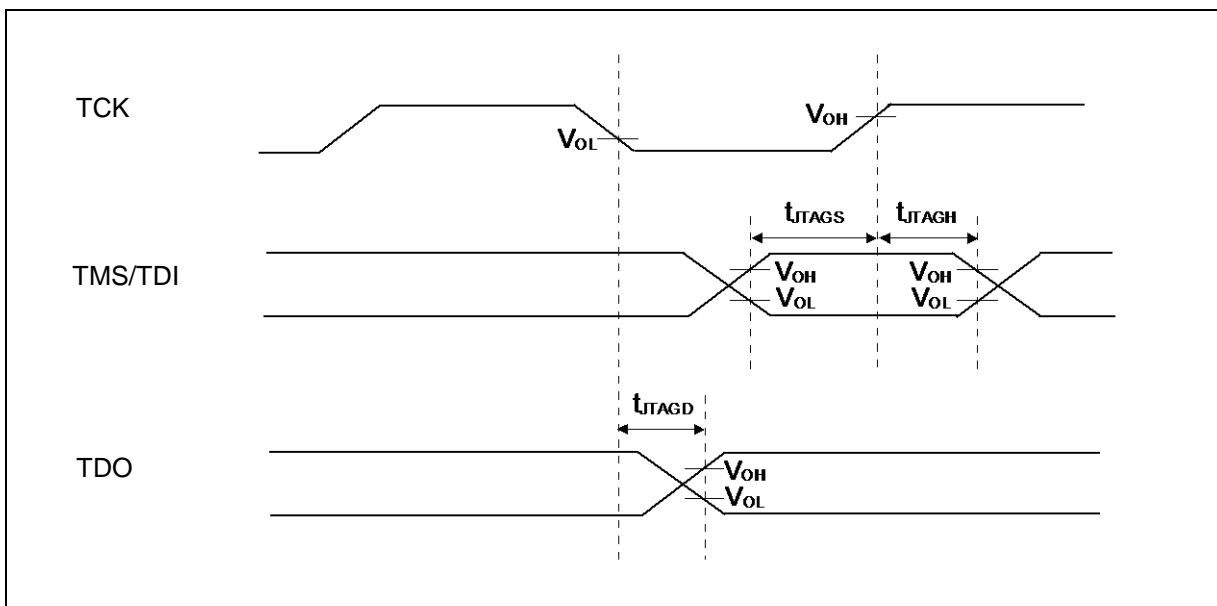 TCK
VOH
VOL
tJTAGS tJTAGH
TMS/TDI
VOH VOH
VOL VOL
tJTAGD
TDO
VOH
VOL